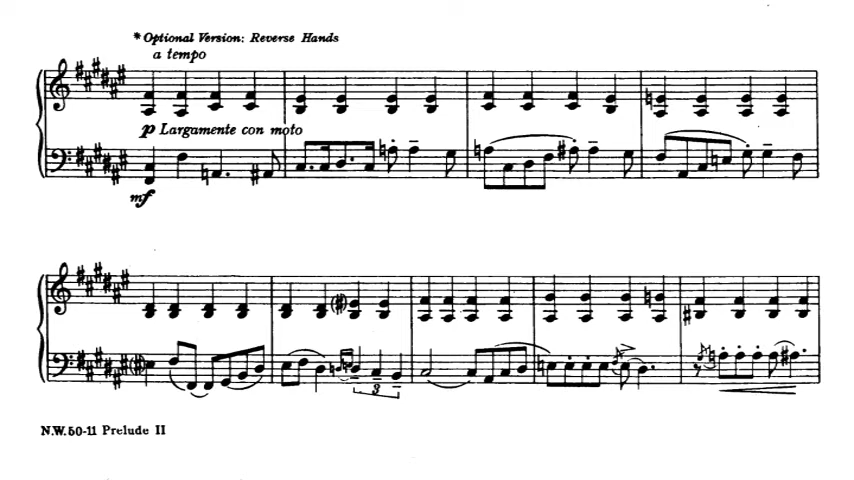 * Optional Version: Reverse Hands
a tempo
p Largamente con moto
mf
3
N.W. 50-11 Prelude II